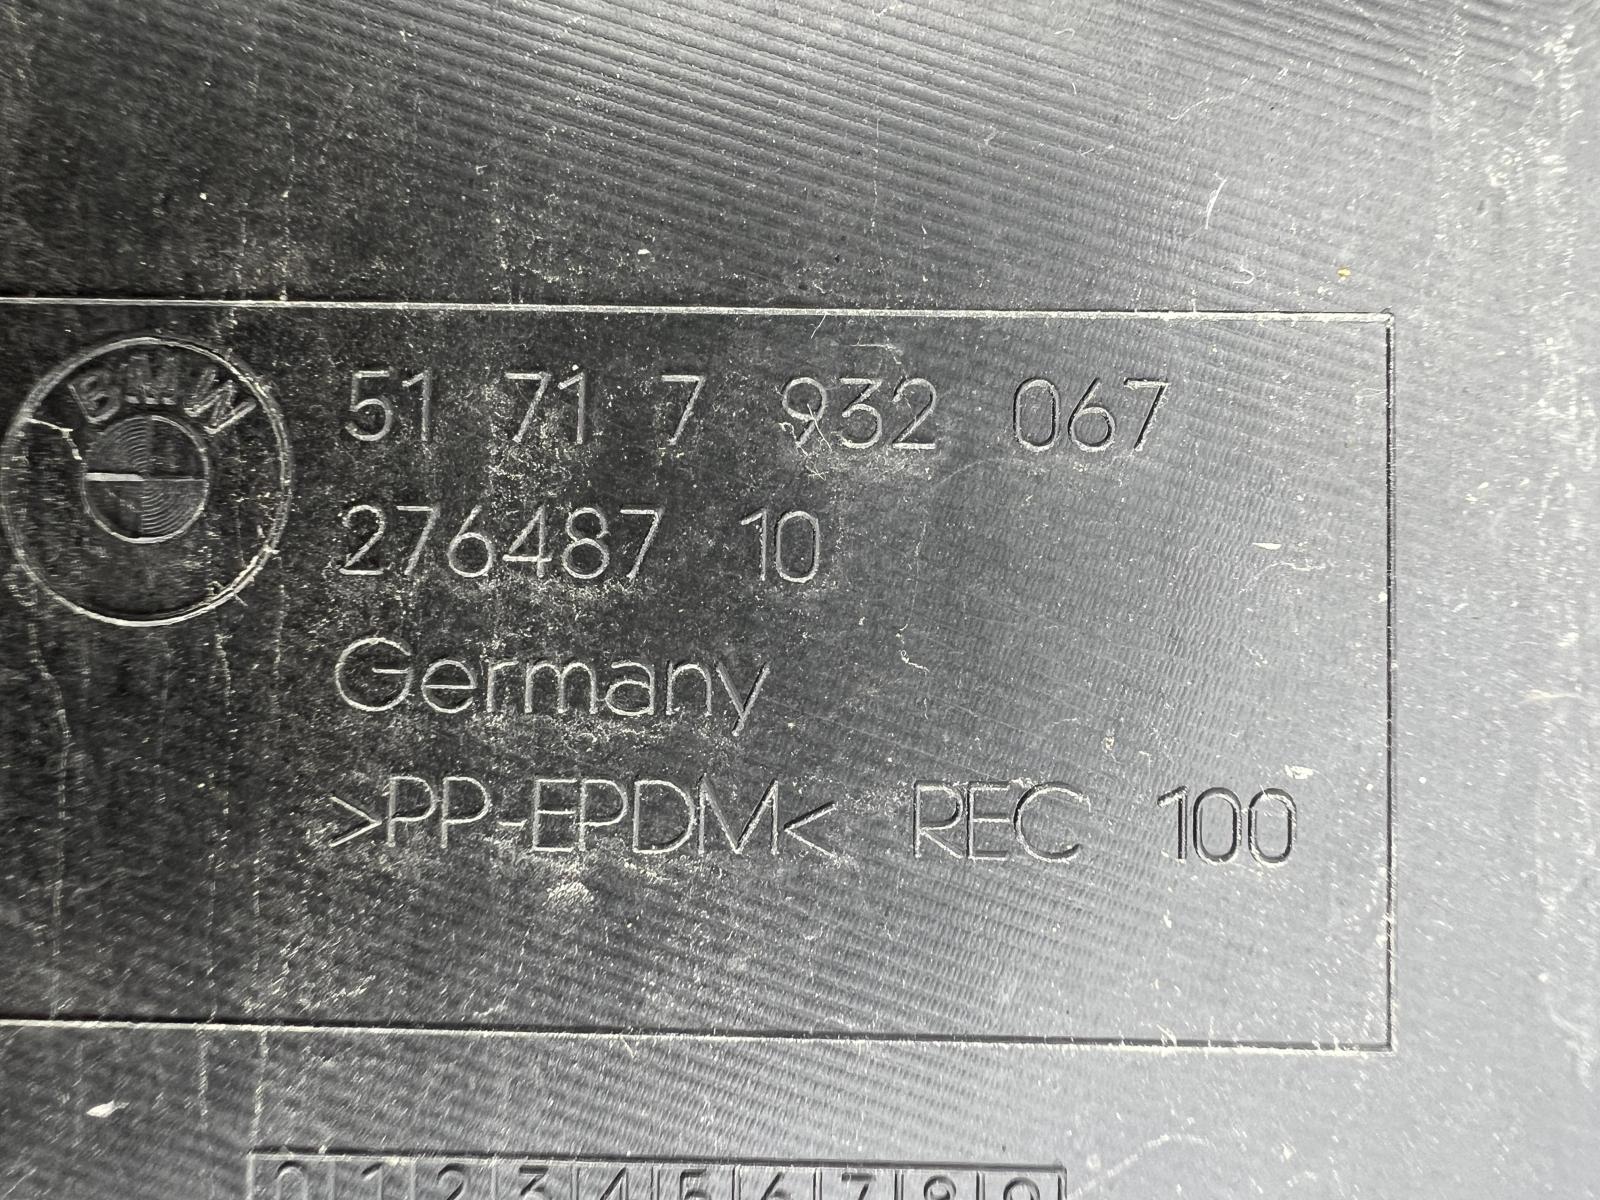 BMW
51 71 7 932 067
276487 10
Germany
>PP-EPDM< REC 100
0 1 2 3 4 5 6 7 8 9